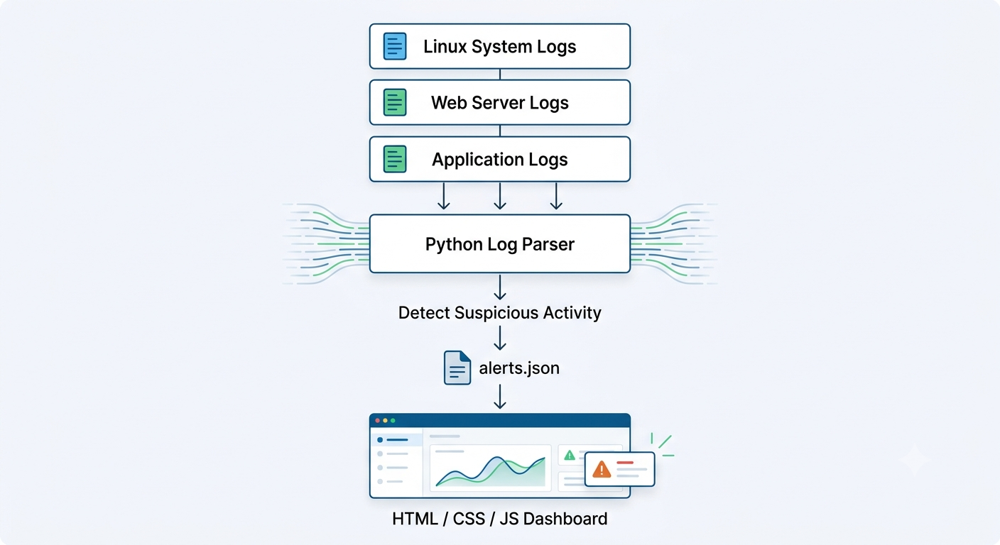 Linux System Logs
Web Server Logs
Application Logs
Python Log Parser
Detect Suspicious Activity
alerts.json
HTML / CSS / JS Dashboard